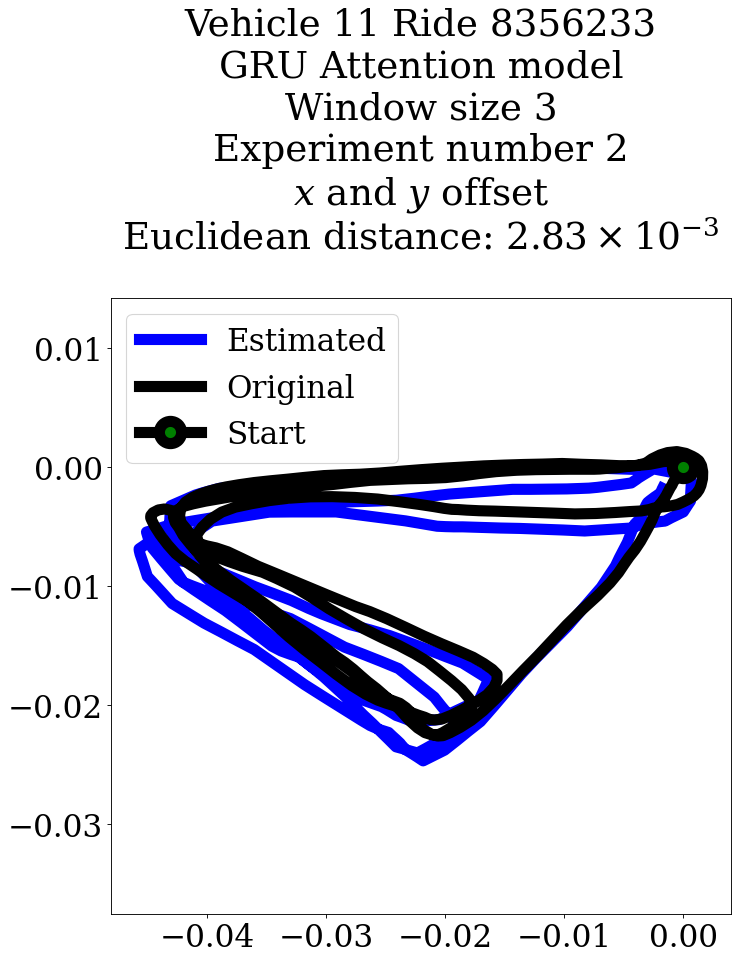 Vehicle 11 Ride 8356233
GRU Attention model
Window size 3
Experiment number 2
x and y offset
Euclidean distance: 2.83 × 10⁻³
Estimated
Original
Start
0.01
0.00
−0.01
−0.02
−0.03
−0.04 −0.03 −0.02 −0.01 0.00